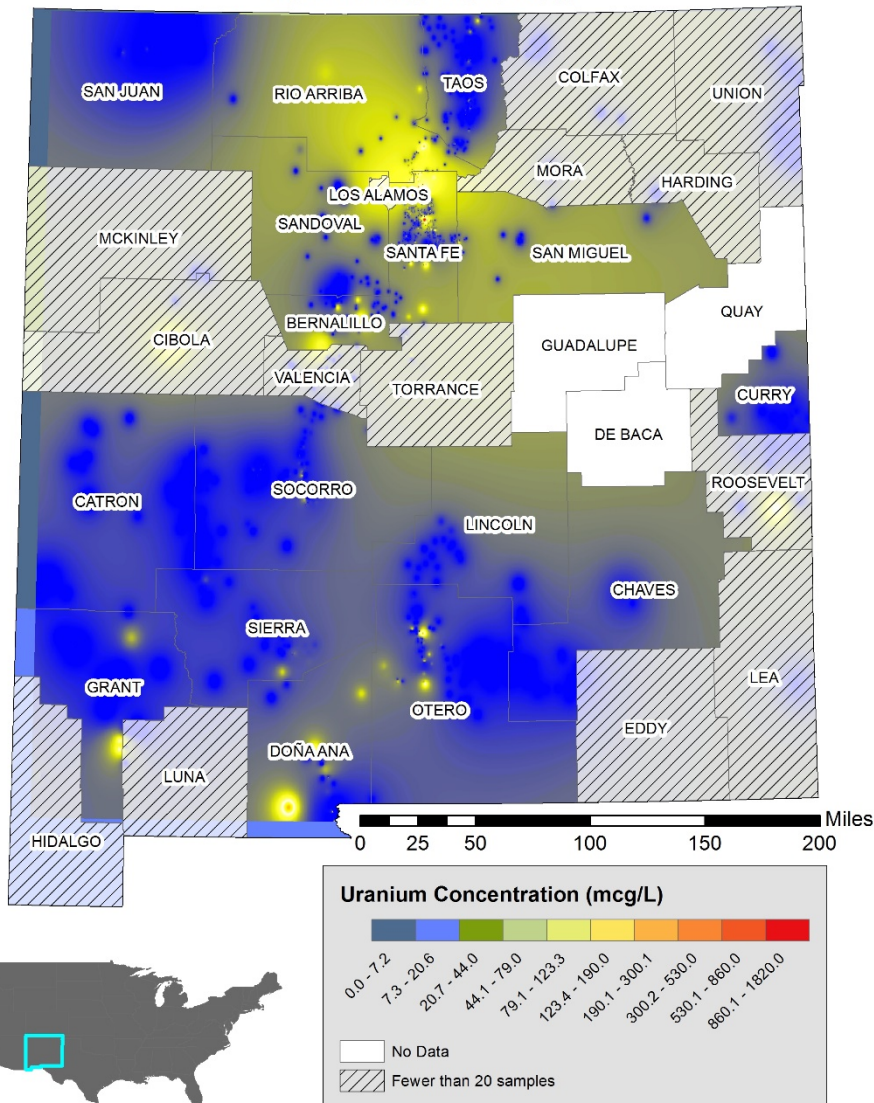 SAN JUAN
RIO ARRIBA
TAOS
COLFAX
UNION
MORA
HARDING
LOS ALAMOS
MCKINLEY
SANDOVAL
SANTA FE
SAN MIGUEL
QUAY
CIBOLA
BERNALILLO
GUADALUPE
VALENCIA
TORRANCE
CURRY
DE BACA
ROOSEVELT
CATRON
SOCORRO
LINCOLN
CHAVES
SIERRA
LEA
GRANT
OTERO
EDDY
DOÑA ANA
LUNA
HIDALGO
Miles
0 25 50 100 150 200
Uranium Concentration (mcg/L)
0.0 - 7.2
7.3 - 20.6
20.7 - 44.0
44.1 - 79.0
79.1 - 123.3
123.4 - 190.0
190.1 - 300.1
300.2 - 530.0
530.1 - 860.0
860.1 - 1820.0
No Data
Fewer than 20 samples